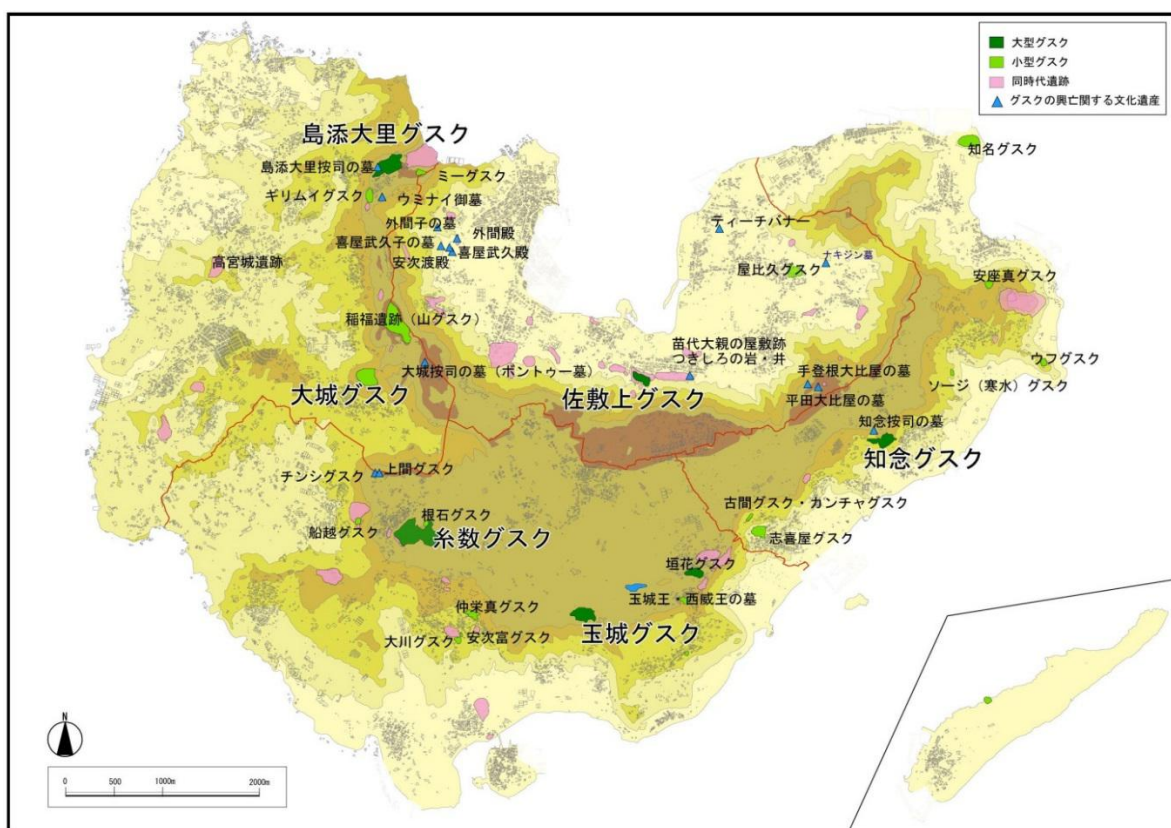 大型グスク
小型グスク
同時代遺跡
グスクの興亡関する文化遺産
島添大里グスク
島添大里按司の墓
ミーグスク
ギリムイグスク
ウミナイ御墓
外間子の墓
外間殿
喜屋武久子の墓
喜屋武久殿
安次渡殿
高宮城遺跡
稲福遺跡（山グスク）
知名グスク
ティーチバナー
ナキジン墓
屋比久グスク
安座真グスク
ウフグスク
ソージ（寒水）グスク
苗代大親の屋敷跡
つきしろの岩・井
大城按司の墓（ボントゥー墓）
手登根大比屋の墓
平田大比屋の墓
大城グスク
佐敷上グスク
知念按司の墓
知念グスク
チンシグスク
上間グスク
古間グスク・カンチャグスク
志喜屋グスク
船越グスク
根石グスク
糸数グスク
垣花グスク
玉城王・西威王の墓
仲栄真グスク
玉城グスク
大川グスク
安次富グスク
N
0 500 1000m 2000m